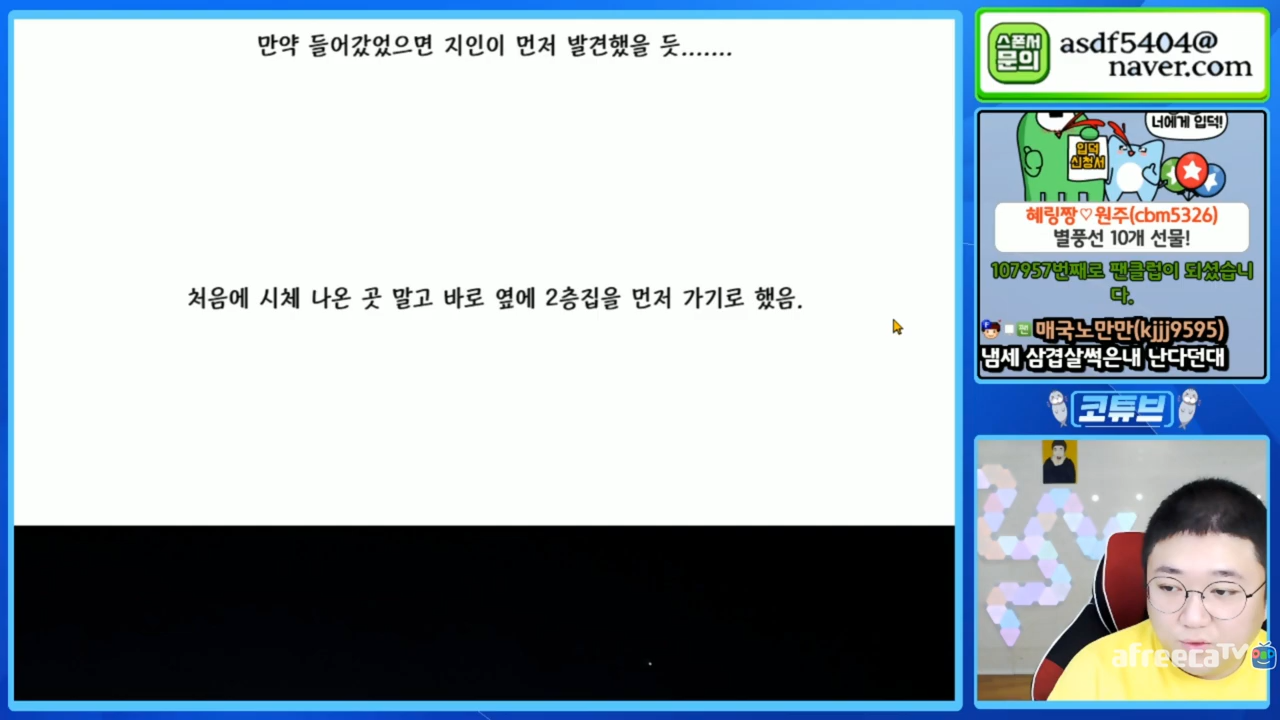 만약 들어갔었으면 지인이 먼저 발견했을 듯.......
처음에 시체 나온 곳 말고 바로 옆에 2층집을 먼저 가기로 했음.
스폰서
문의
asdf5404@
naver.com
너에게 입덕!
입덕
신청서
혜링짱♡원주(cbm5326)
별풍선 10개 선물!
107957번째로 팬클럽이 되셨습니
다.
팬 매국노만만(kjjj9595)
냄세 삼겹살썩은내 난다던대
코튜브
afreecaTV